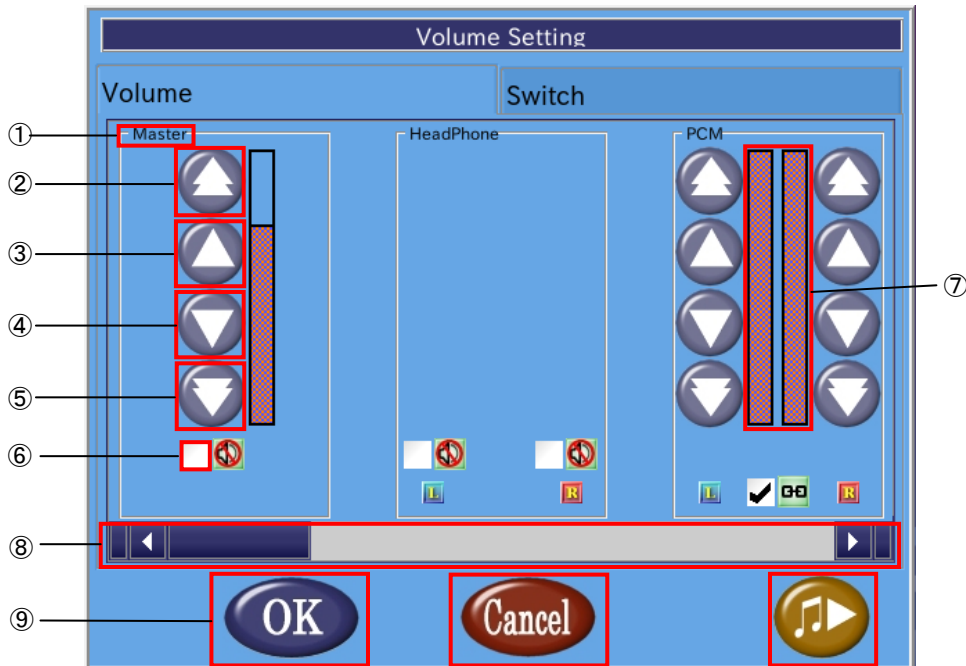 Volume Setting
Volume
Switch
① Master HeadPhone PCM
②
③
⑦
④
⑤
⑥
L R L R
⑧
⑨ OK Cancel